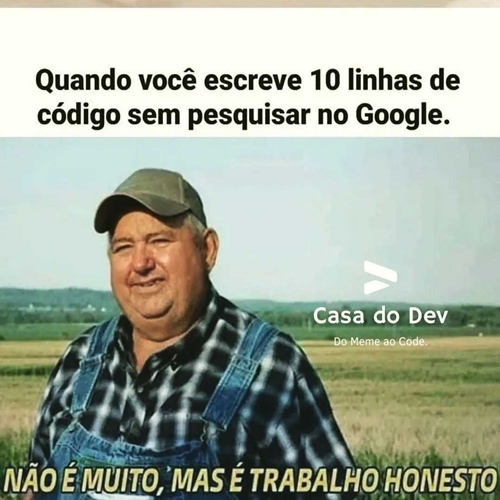 Quando você escreve 10 linhas de
código sem pesquisar no Google.
Casa do Dev
Do Meme ao Code.
NÃO É MUITO, MAS É TRABALHO HONESTO